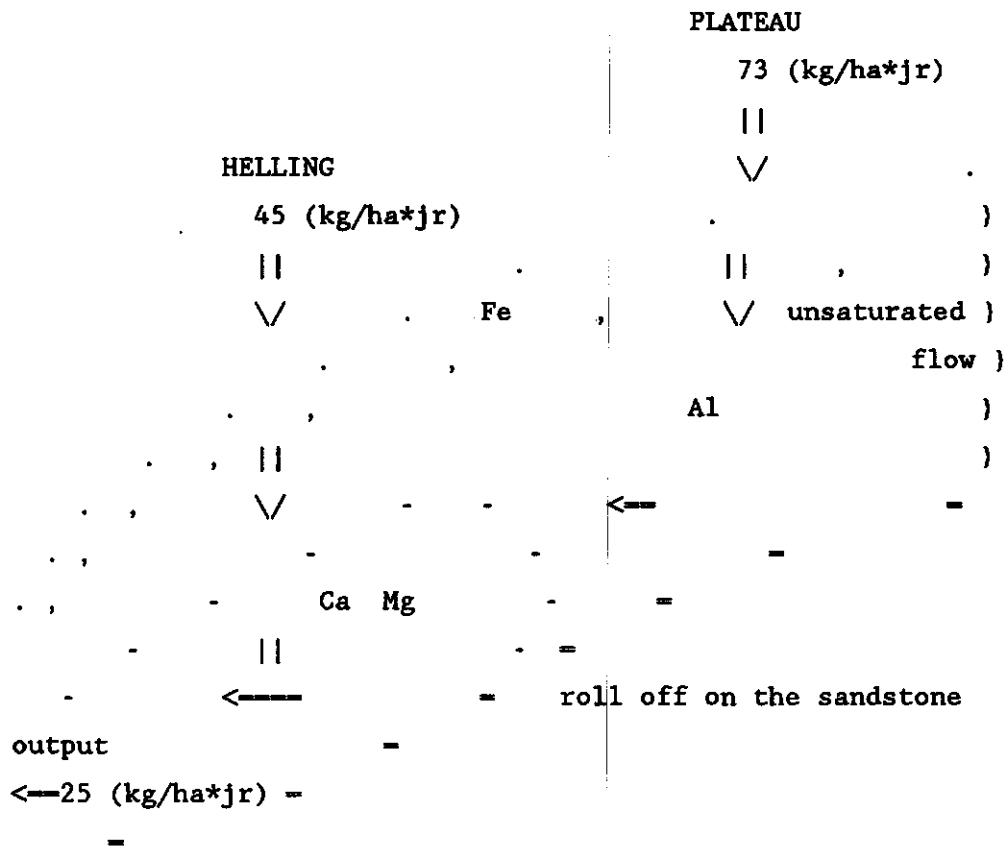 PLATEAU
73 (kg/ha*jr)
||
\/ .
HELLING
45 (kg/ha*jr) . )
|| . || , )
\/ . Fe , \/ unsaturated )
. , flow )
. , Al )
. , || )
. , \/ - - <== =
. , - - =
. , - Ca Mg - =
- || - =
- <==== = roll off on the sandstone
output =
<==25 (kg/ha*jr) =
=